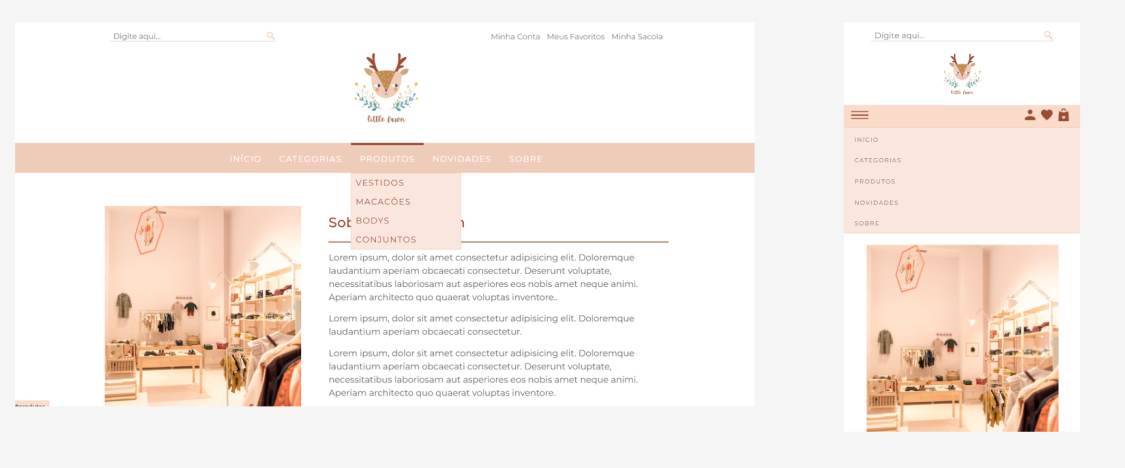 Digite aqui...
Minha Conta Meus Favoritos Minha Sacola
little fawn
INÍCIO CATEGORIAS PRODUTOS NOVIDADES SOBRE
VESTIDOS
MACACÕES
BODYS
CONJUNTOS
Lorem ipsum, dolor sit amet consectetur adipisicing elit. Doloremque
laudantium aperiam obcaecati consectetur. Deserunt voluptate,
necessitatibus laboriosam aut asperiores eos nobis amet neque animi.
Aperiam architecto quo quaerat voluptas inventore..
Lorem ipsum, dolor sit amet consectetur adipisicing elit. Doloremque
laudantium aperiam obcaecati consectetur.
Lorem ipsum, dolor sit amet consectetur adipisicing elit. Doloremque
laudantium aperiam obcaecati consectetur. Deserunt voluptate,
necessitatibus laboriosam aut asperiores eos nobis amet neque animi.
Aperiam architecto quo quaerat voluptas inventore.
Digite aqui...
little fawn
INÍCIO
CATEGORIAS
PRODUTOS
NOVIDADES
SOBRE